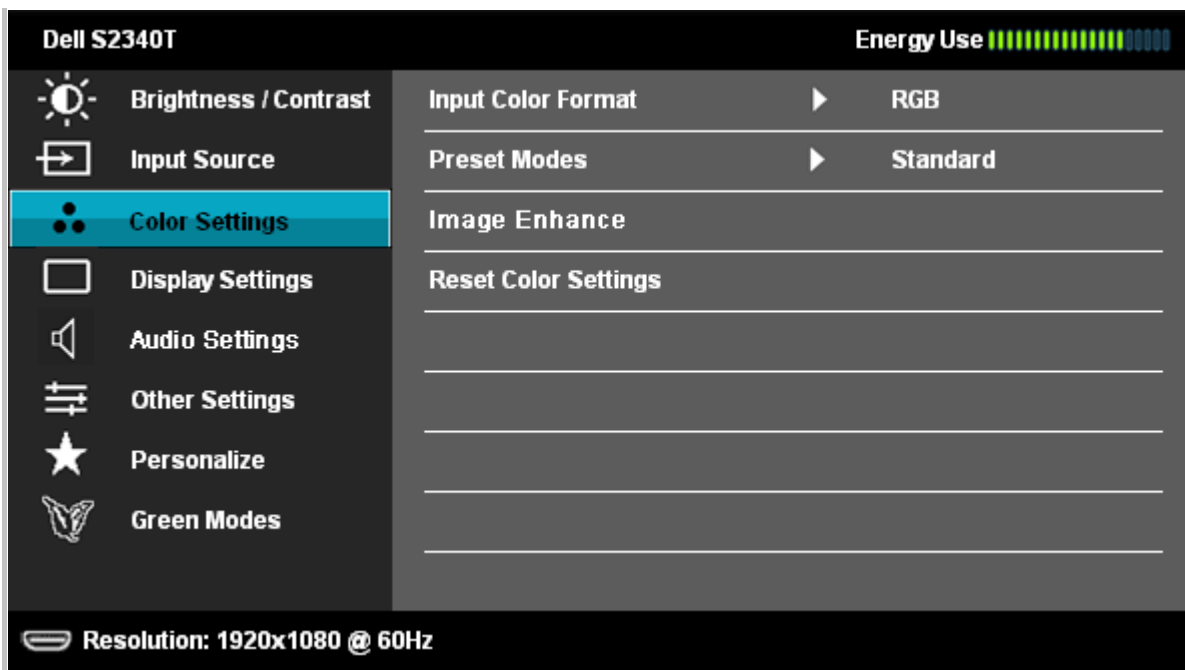 Dell S2340T Energy Use
Brightness / Contrast Input Color Format RGB
Input Source Preset Modes Standard
Color Settings Image Enhance
Display Settings Reset Color Settings
Audio Settings
Other Settings
Personalize
Green Modes
Resolution: 1920x1080 @ 60Hz